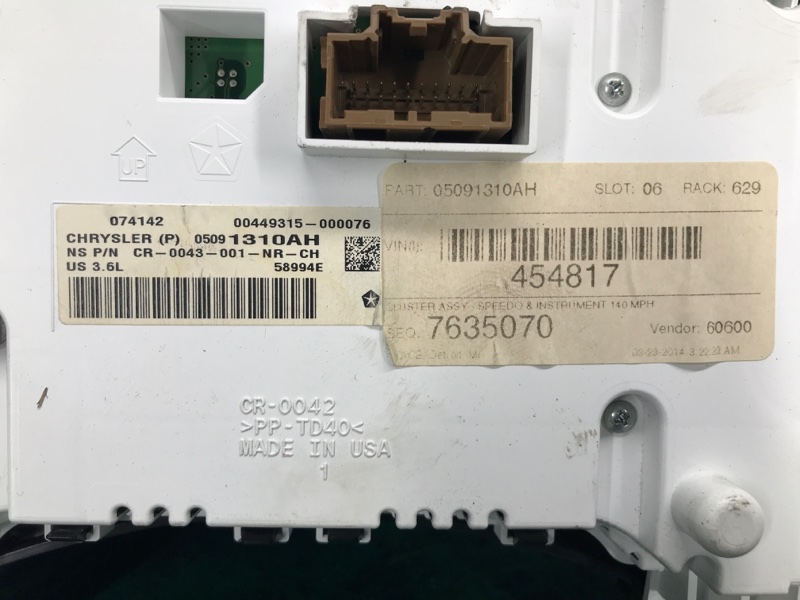 UP
074142 00449315-000076
CHRYSLER (P) 05091310AH
NS P/N CR-0043-001-NR-CH
US 3.6L 58994E
PART: 05091310AH SLOT: 06 RACK: 629
VIN(I):
454817
CLUSTER ASSY - SPEEDO & INSTRUMENT 140 MPH
SEQ: 7635070 Vendor: 60600
CR-0042
>PP-TD40<
MADE IN USA
1